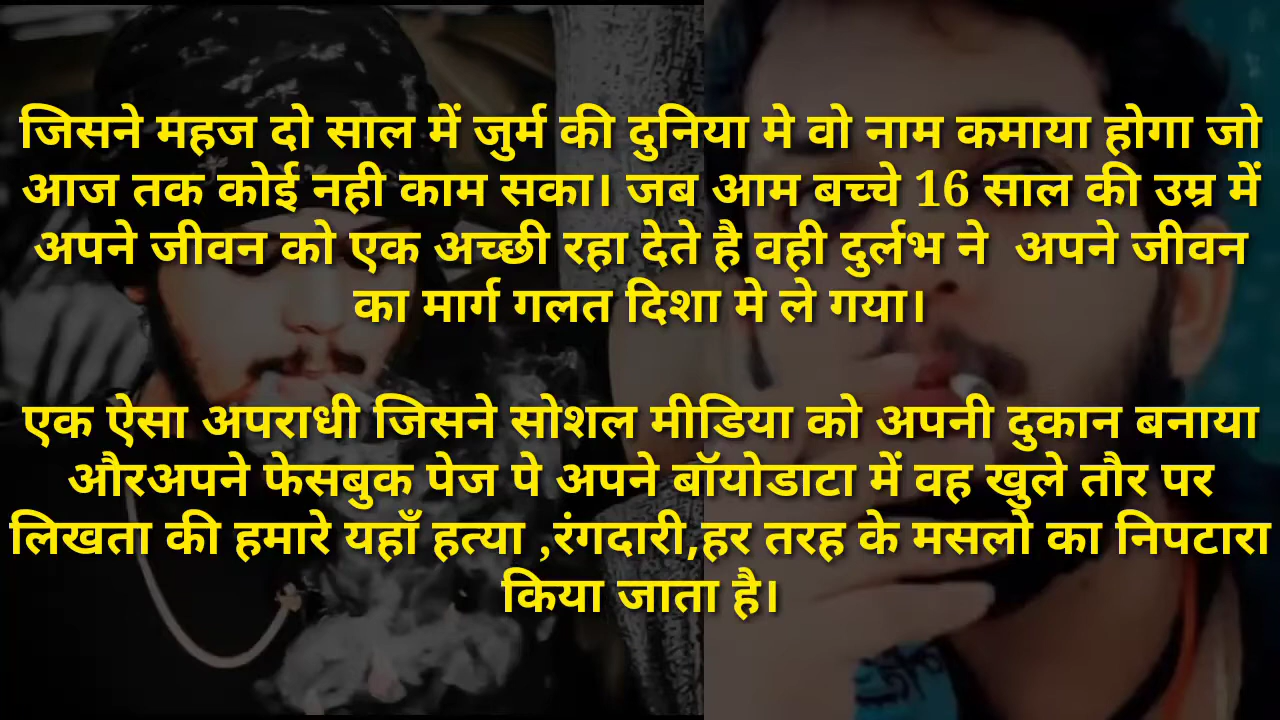 जिसने महज दो साल में जुर्म की दुनिया मे वो नाम कमाया होगा जो
आज तक कोई नही काम सका। जब आम बच्चे 16 साल की उम्र में
अपने जीवन को एक अच्छी रहा देते है वही दुर्लभ ने  अपने जीवन
का मार्ग गलत दिशा मे ले गया।
एक ऐसा अपराधी जिसने सोशल मीडिया को अपनी दुकान बनाया
औरअपने फेसबुक पेज पे अपने बॉयोडाटा में वह खुले तौर पर
लिखता की हमारे यहाँ हत्या ,रंगदारी,हर तरह के मसलो का निपटारा
किया जाता है।